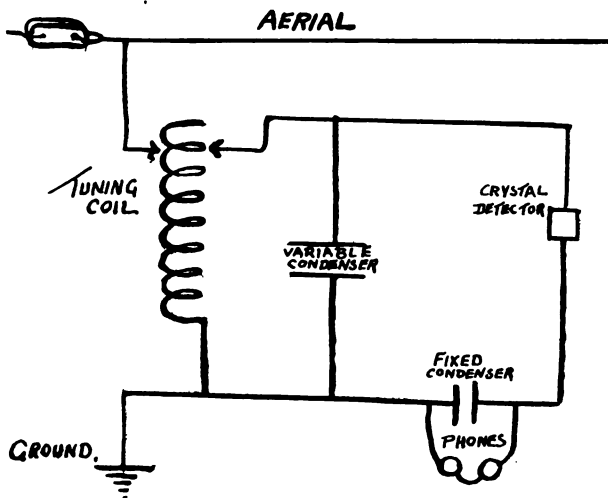 AERIAL
TUNING
COIL
CRYSTAL
DETECTOR
VARIABLE
CONDENSER
FIXED
CONDENSER
PHONES
GROUND.